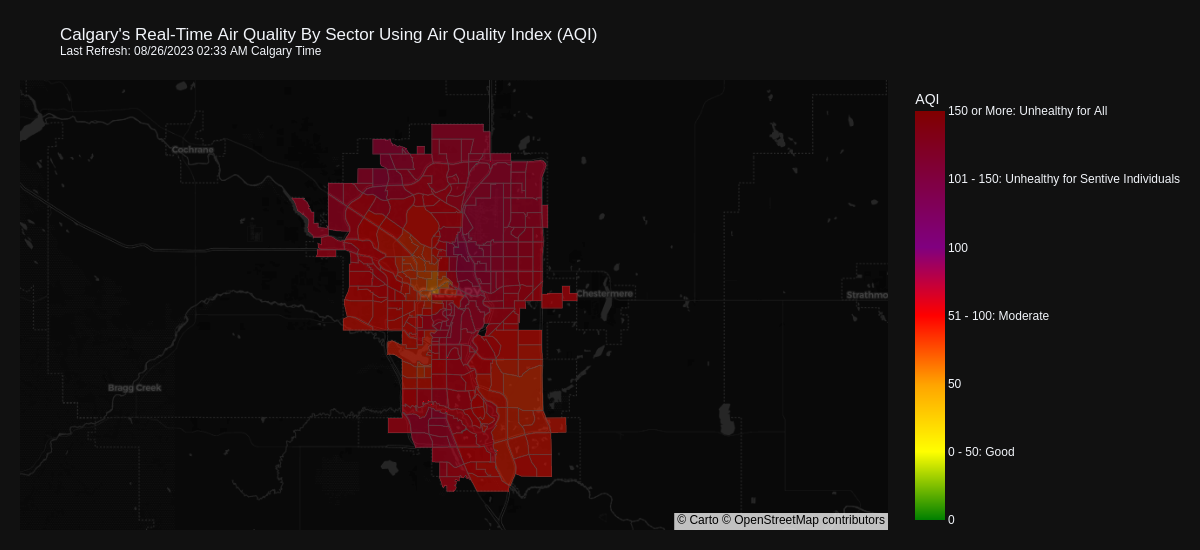 Calgary's Real-Time Air Quality By Sector Using Air Quality Index (AQI)
Last Refresh: 08/26/2023 02:33 AM Calgary Time
AQI
150 or More: Unhealthy for All
Cochrane
101 - 150: Unhealthy for Sentive Individuals
100
CALGARY
Chestermere
Strathmo
51 - 100: Moderate
50
Bragg Creek
0 - 50: Good
0
© Carto © OpenStreetMap contributors